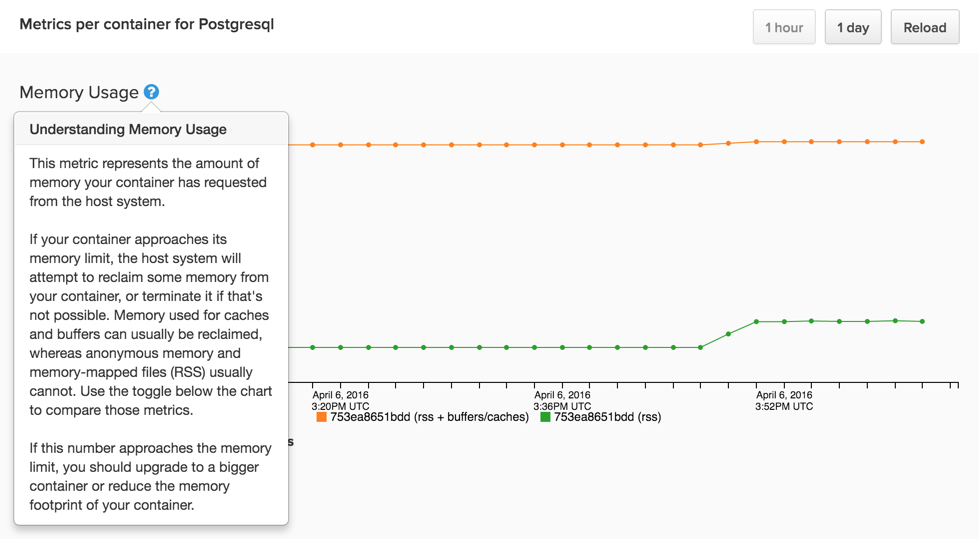 Metrics per container for Postgresql
1 hour
1 day
Reload
Memory Usage ?
Understanding Memory Usage
This metric represents the amount of
memory your container has requested
from the host system.
If your container approaches its
memory limit, the host system will
attempt to reclaim some memory from
your container, or terminate it if that's
not possible. Memory used for caches
and buffers can usually be reclaimed,
whereas anonymous memory and
memory-mapped files (RSS) usually
cannot. Use the toggle below the chart
to compare those metrics.
If this number approaches the memory
limit, you should upgrade to a bigger
container or reduce the memory
footprint of your container.
April 6, 2016
3:20PM UTC
April 6, 2016
3:36PM UTC
April 6, 2016
3:52PM UTC
753ea8651bdd (rss + buffers/caches)
753ea8651bdd (rss)
s